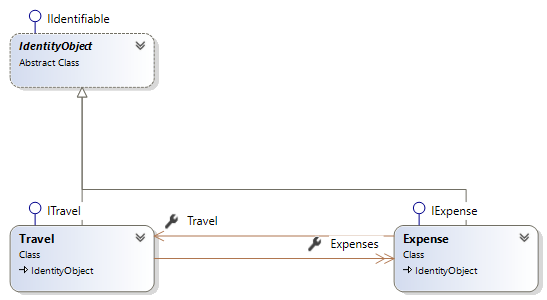 IIdentifiable
IdentityObject
Abstract Class
ITravel
IExpense
Travel
Expenses
Travel
Class
IdentityObject
Expense
Class
IdentityObject